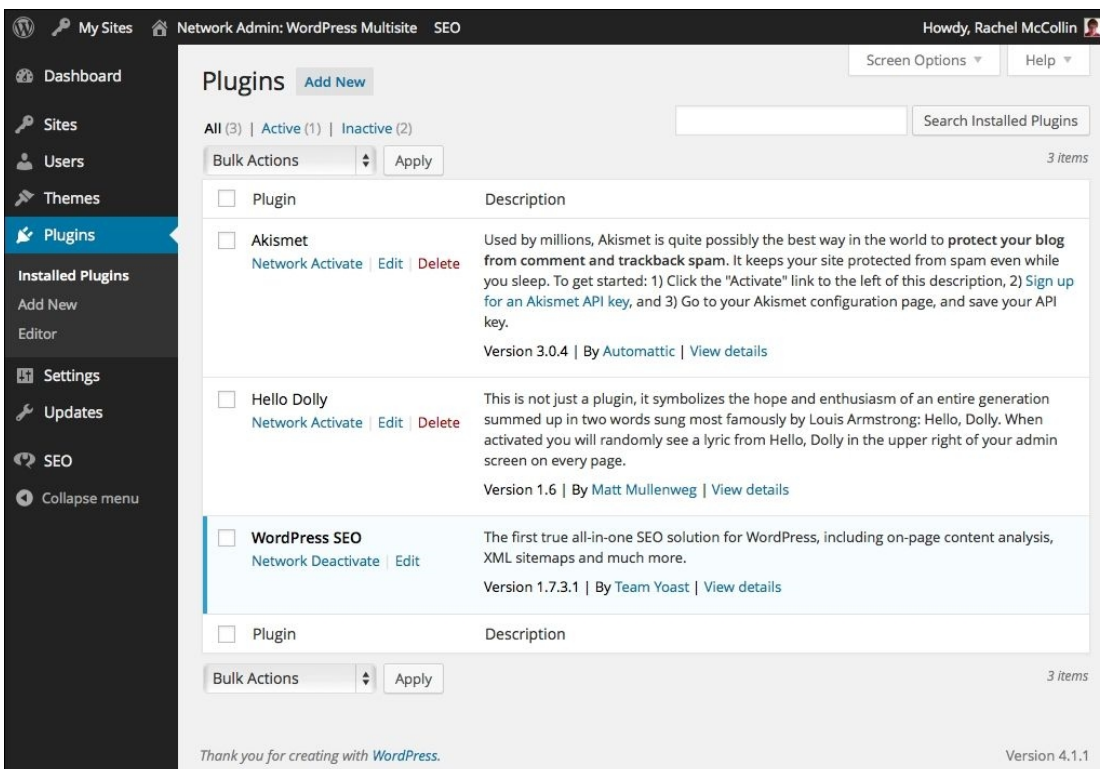 My Sites Network Admin: WordPress Multisite SEO Howdy, Rachel McCollin
Screen Options Help
Dashboard
Sites
Users
Themes
Plugins
Installed Plugins
Add New
Editor
Settings
Updates
SEO
Collapse menu
Plugins Add New
All (3) | Active (1) | Inactive (2)
Search Installed Plugins
Bulk Actions Apply
3 items
Plugin Description
Akismet
Network Activate | Edit | Delete
Used by millions, Akismet is quite possibly the best way in the world to protect your blog
from comment and trackback spam. It keeps your site protected from spam even while
you sleep. To get started: 1) Click the "Activate" link to the left of this description, 2) Sign up
for an Akismet API key, and 3) Go to your Akismet configuration page, and save your API
key.
Version 3.0.4 | By Automattic | View details
Hello Dolly
Network Activate | Edit | Delete
This is not just a plugin, it symbolizes the hope and enthusiasm of an entire generation
summed up in two words sung most famously by Louis Armstrong: Hello, Dolly. When
activated you will randomly see a lyric from Hello, Dolly in the upper right of your admin
screen on every page.
Version 1.6 | By Matt Mullenweg | View details
WordPress SEO
Network Deactivate | Edit
The first true all-in-one SEO solution for WordPress, including on-page content analysis,
XML sitemaps and much more.
Version 1.7.3.1 | By Team Yoast | View details
Plugin Description
Bulk Actions Apply
3 items
Thank you for creating with WordPress.
Version 4.1.1